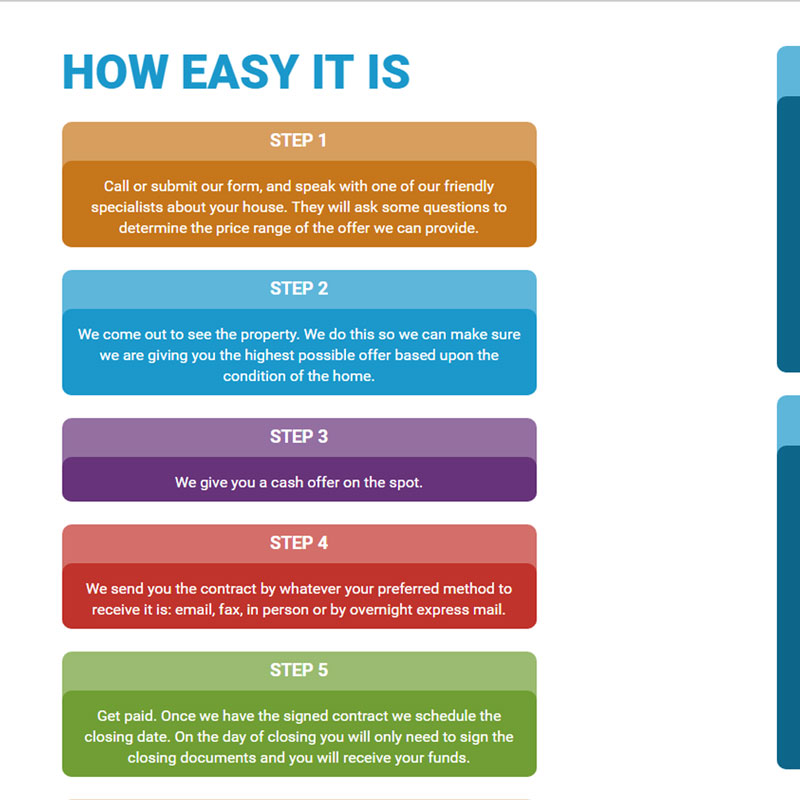 HOW EASY IT IS
STEP 1
Call or submit our form, and speak with one of our friendly
specialists about your house. They will ask some questions to
determine the price range of the offer we can provide.
STEP 2
We come out to see the property. We do this so we can make sure
we are giving you the highest possible offer based upon the
condition of the home.
STEP 3
We give you a cash offer on the spot.
STEP 4
We send you the contract by whatever your preferred method to
receive it is: email, fax, in person or by overnight express mail.
STEP 5
Get paid. Once we have the signed contract we schedule the
closing date. On the day of closing you will only need to sign the
closing documents and you will receive your funds.